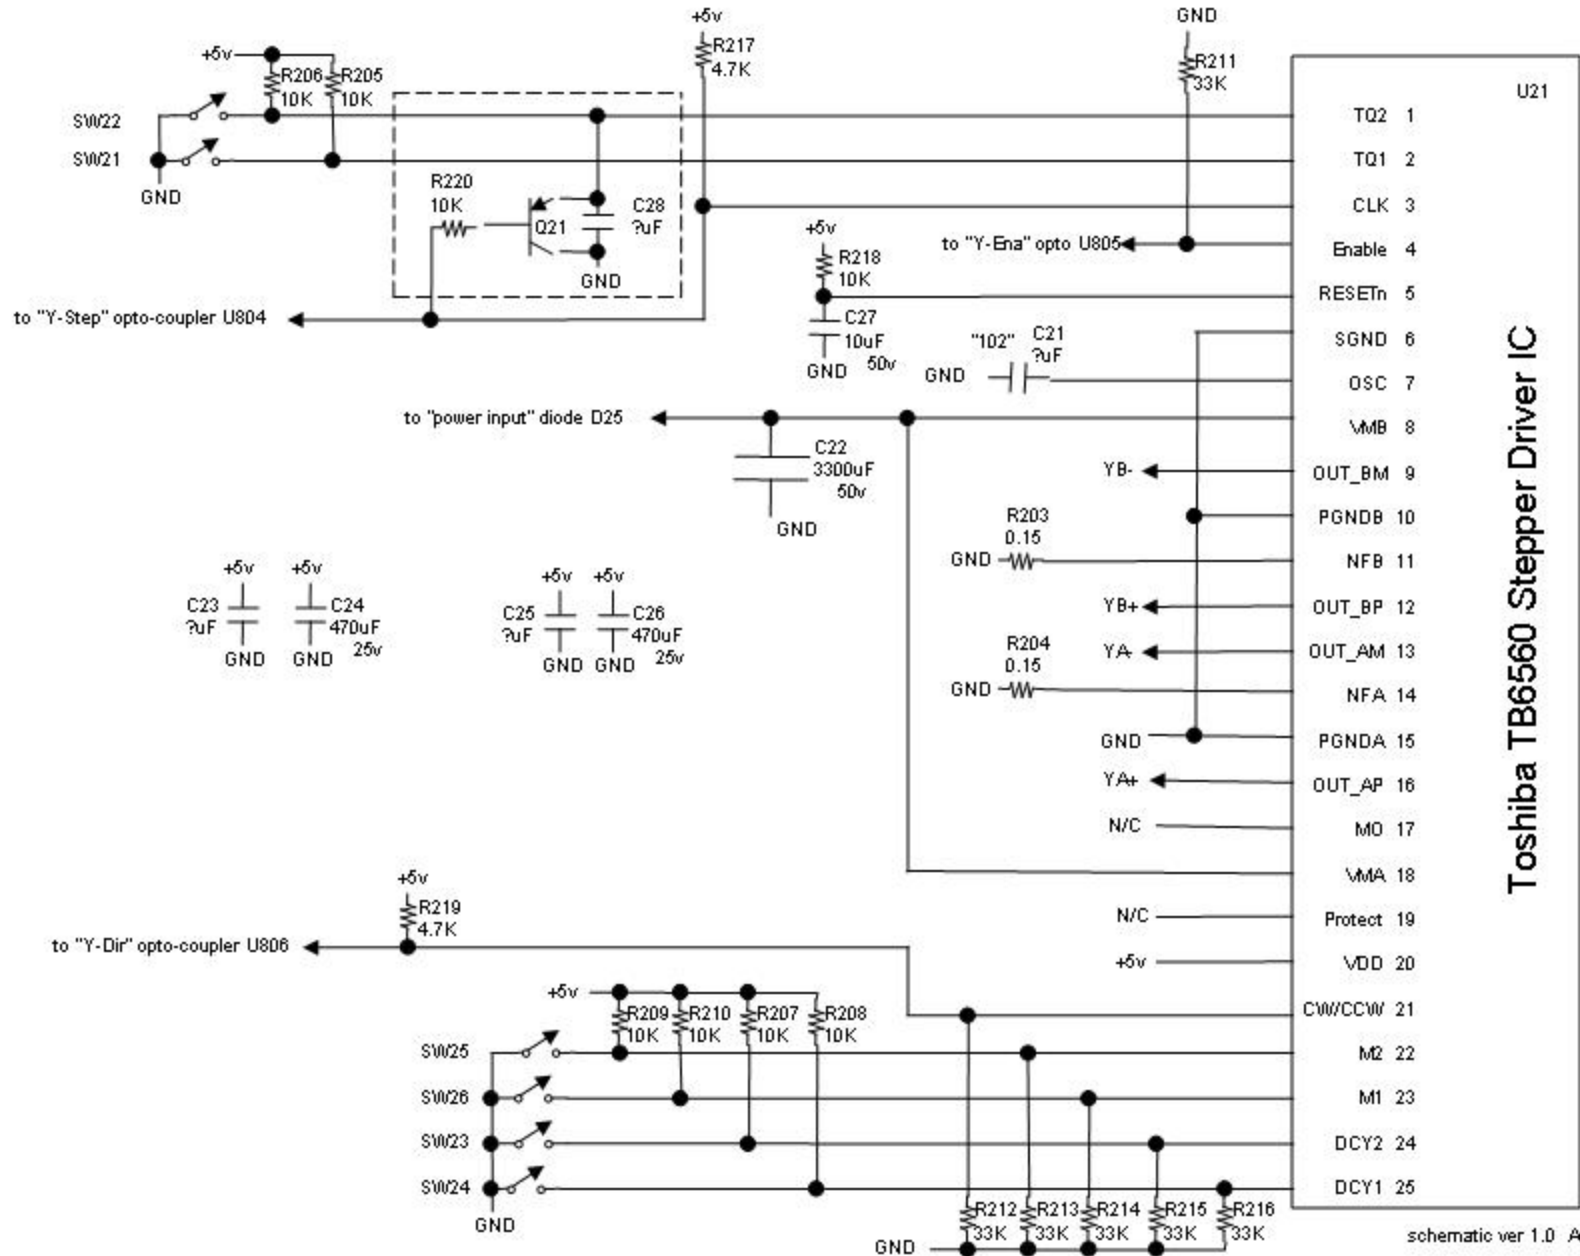 +5v
GND
+5v
R206
10K
R205
10K
R217
4.7K
R211
33K
U21
SW22
SW21
GND
TQ2 1
TQ1 2
R220
10K
Q21
C28
?uF
GND
CLK 3
to "Y-Ena" opto U805
Enable 4
+5v
R218
10K
RESETn 5
to "Y-Step" opto-coupler U804
C27
10uF
50v
GND
SGND 6
"102"
C21
?uF
GND
OSC 7
to "power input" diode D25
VMB 8
C22
3300uF
50v
GND
YB-
OUT_BM 9
PGNDB 10
R203
0.15
GND
NFB 11
+5v
C23
?uF
GND
+5v
C24
470uF
25v
GND
+5v
C25
?uF
GND
+5v
C26
470uF
25v
GND
YB+
OUT_BP 12
YA-
OUT_AM 13
R204
0.15
GND
NFA 14
GND
PGNDA 15
YA+
OUT_AP 16
N/C
MO 17
VMA 18
N/C
Protect 19
+5v
VDD 20
Toshiba TB6560 Stepper Driver IC
+5v
R219
4.7K
to "Y-Dir" opto-coupler U806
CW/CCW 21
+5v
R209
10K
R210
10K
R207
10K
R208
10K
SW25
M2 22
SW26
M1 23
SW23
DCY2 24
SW24
DCY1 25
GND
R212
33K
R213
33K
R214
33K
R215
33K
R216
33K
GND
schematic ver 1.0 A